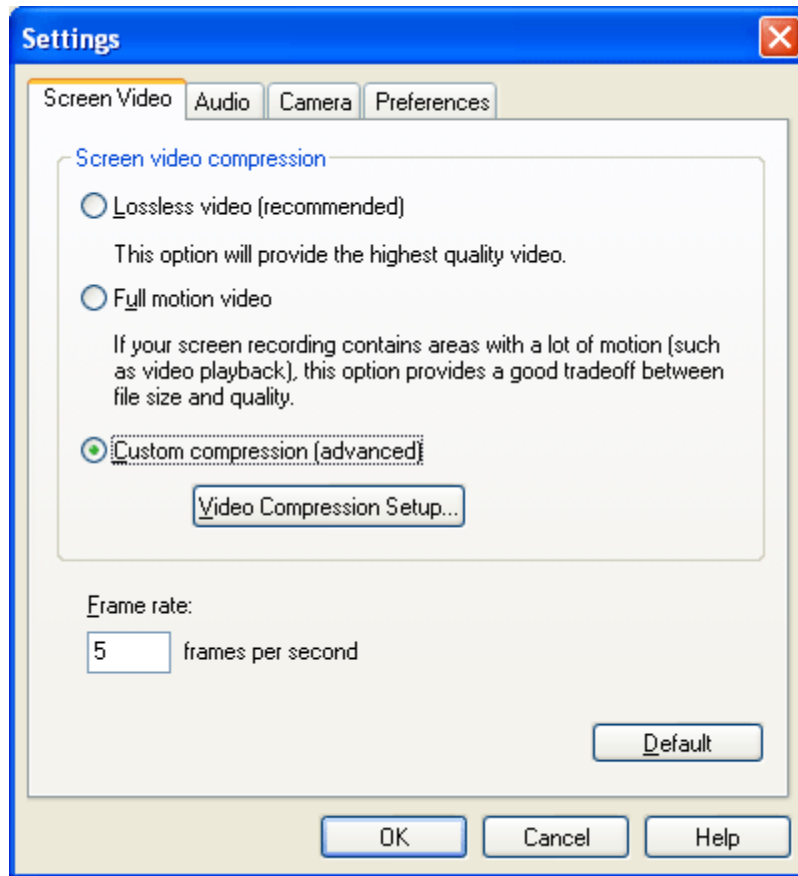 Settings
Screen Video Audio Camera Preferences
Screen video compression
Lossless video (recommended)
This option will provide the highest quality video.
Full motion video
If your screen recording contains areas with a lot of motion (such
as video playback), this option provides a good tradeoff between
file size and quality.
Custom compression (advanced)
Video Compression Setup...
Frame rate:
5 frames per second
Default
OK Cancel Help